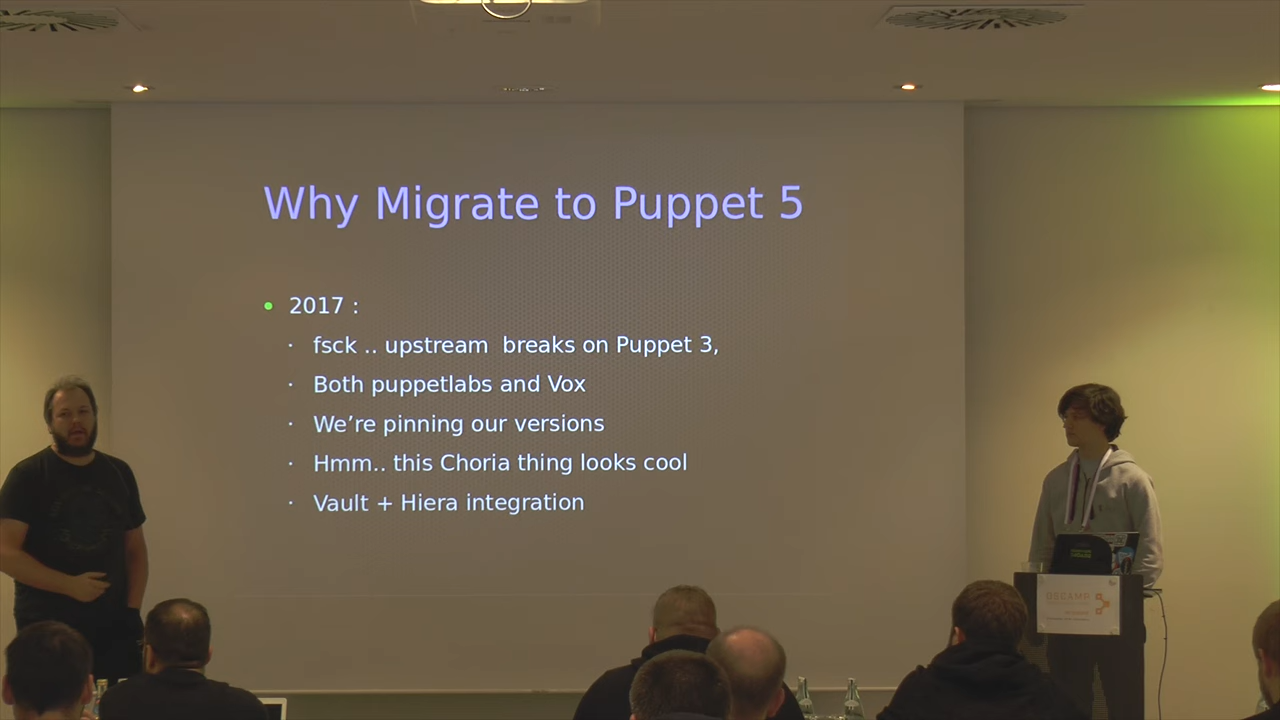 Why Migrate to Puppet 5
2017 :
fsck .. upstream  breaks on Puppet 3,
Both puppetlabs and Vox
We’re pinning our versions
Hmm.. this Choria thing looks cool
Vault + Hiera integration
OSCAMP